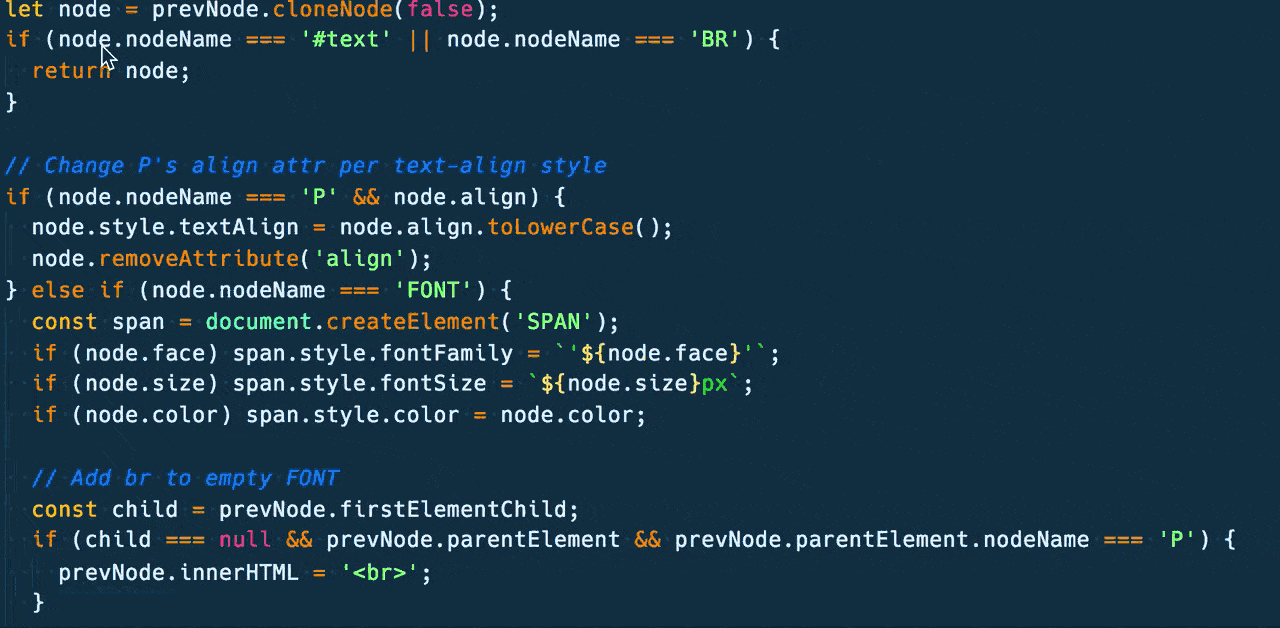 let node = prevNode.cloneNode(false);
if (node.nodeName === '#text' || node.nodeName === 'BR') {
  return node;
}

// Change P's align attr per text-align style
if (node.nodeName === 'P' && node.align) {
  node.style.textAlign = node.align.toLowerCase();
  node.removeAttribute('align');
} else if (node.nodeName === 'FONT') {
  const span = document.createElement('SPAN');
  if (node.face) span.style.fontFamily = `'${node.face}'`;
  if (node.size) span.style.fontSize = `${node.size}px`;
  if (node.color) span.style.color = node.color;

  // Add br to empty FONT
  const child = prevNode.firstElementChild;
  if (child === null && prevNode.parentElement && prevNode.parentElement.nodeName === 'P') {
    prevNode.innerHTML = '<br>';
  }